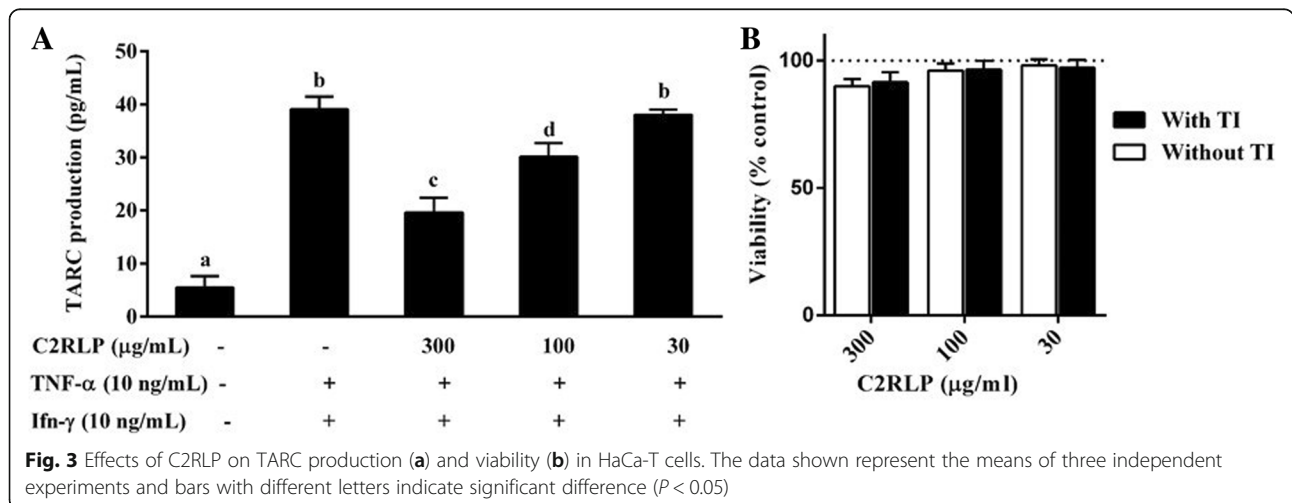 A
TARC production (pg/mL)
50
40
30
20
10
0
a
b
c
d
b
C2RLP (μg/mL) - - 300 100 30
TNF-α (10 ng/mL) - + + + +
Ifn-γ (10 ng/mL) - + + + +
B
Viability (% control)
100
50
0
300
100
30
C2RLP (μg/ml)
With TI
Without TI
Fig. 3 Effects of C2RLP on TARC production (a) and viability (b) in HaCa-T cells. The data shown represent the means of three independent
experiments and bars with different letters indicate significant difference (P < 0.05)